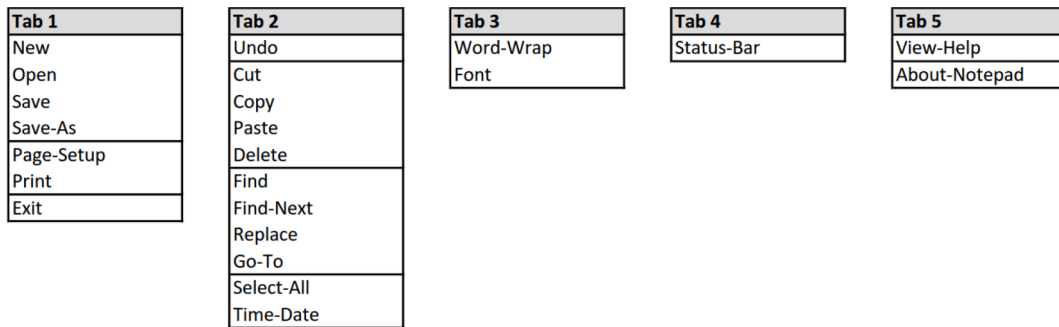 Tab 1
New
Open
Save
Save-As
Page-Setup
Print
Exit
Tab 2
Undo
Cut
Copy
Paste
Delete
Find
Find-Next
Replace
Go-To
Select-All
Time-Date
Tab 3
Word-Wrap
Font
Tab 4
Status-Bar
Tab 5
View-Help
About-Notepad